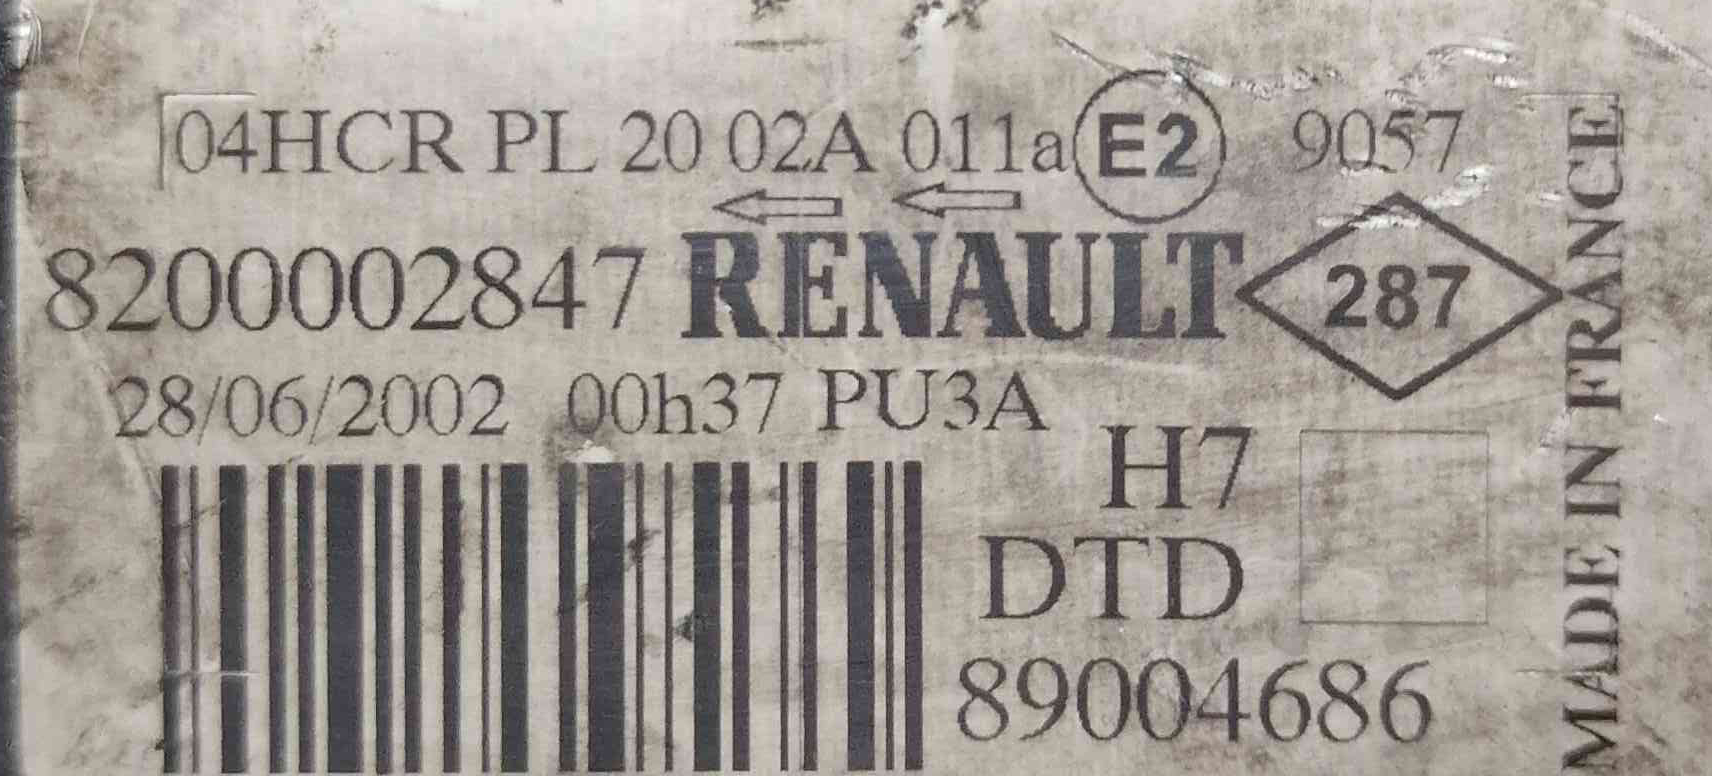 04HCR PL 20 02A 011a E2 9057
8200002847 RENAULT 287
28/06/2002 00h37 PU3A
H7
DTD
89004686
MADE IN FRANCE